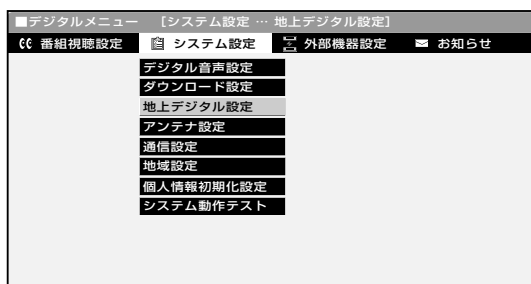 ■デジタルメニュー [システム設定 … 地上デジタル設定]
番組視聴設定 システム設定 外部機器設定 お知らせ
デジタル音声設定
ダウンロード設定
地上デジタル設定
アンテナ設定
通信設定
地域設定
個人情報初期化設定
システム動作テスト